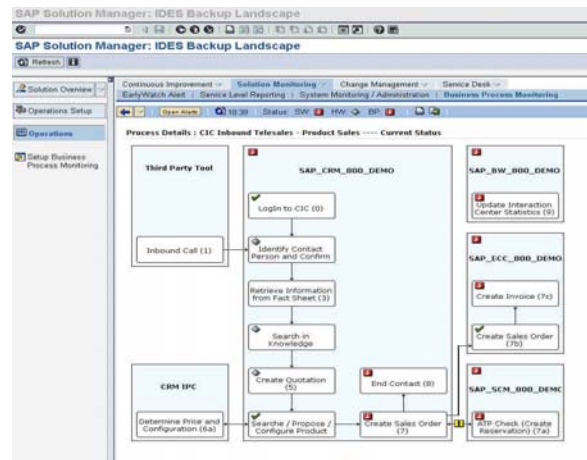 SAP Solution Manager: IDES Backup Landscape
SAP Solution Manager: IDES Backup Landscape
Refresh
Solution Overview
Operations Setup
Operations
Setup Business
Process Monitoring
Continuous Improvement Solution Monitoring Change Management Service Desk
EarlyWatch Alert | Service Level Reporting | System Monitoring / Administration | Business Process Monitoring
Open Alerts 18:39 Status: SW: HW: BP:
Process Details : CIC Inbound Telesales - Product Sales ---- Current Status
Third Party Tool
Inbound Call (1)
SAP_CRM_800_DEMO
LogIn to CIC (0)
Identify Contact
Person and Confirm
Retrieve Information
from Fact Sheet (3)
Search in
Knowledge
Create Quotation
(5)
Searche / Propose /
Configure Product
End Contact (8)
Create Sales Order
(7)
CRM IPC
Determine Price and
Configuration (6a)
SAP_BW_800_DEMO
Update Interaction
Center Statistics (9)
SAP_ECC_800_DEMO
Create Invoice (7c)
Create Sales Order
(7b)
SAP_SCM_800_DEMC
ATP Check (Create
Reservation) (7a)